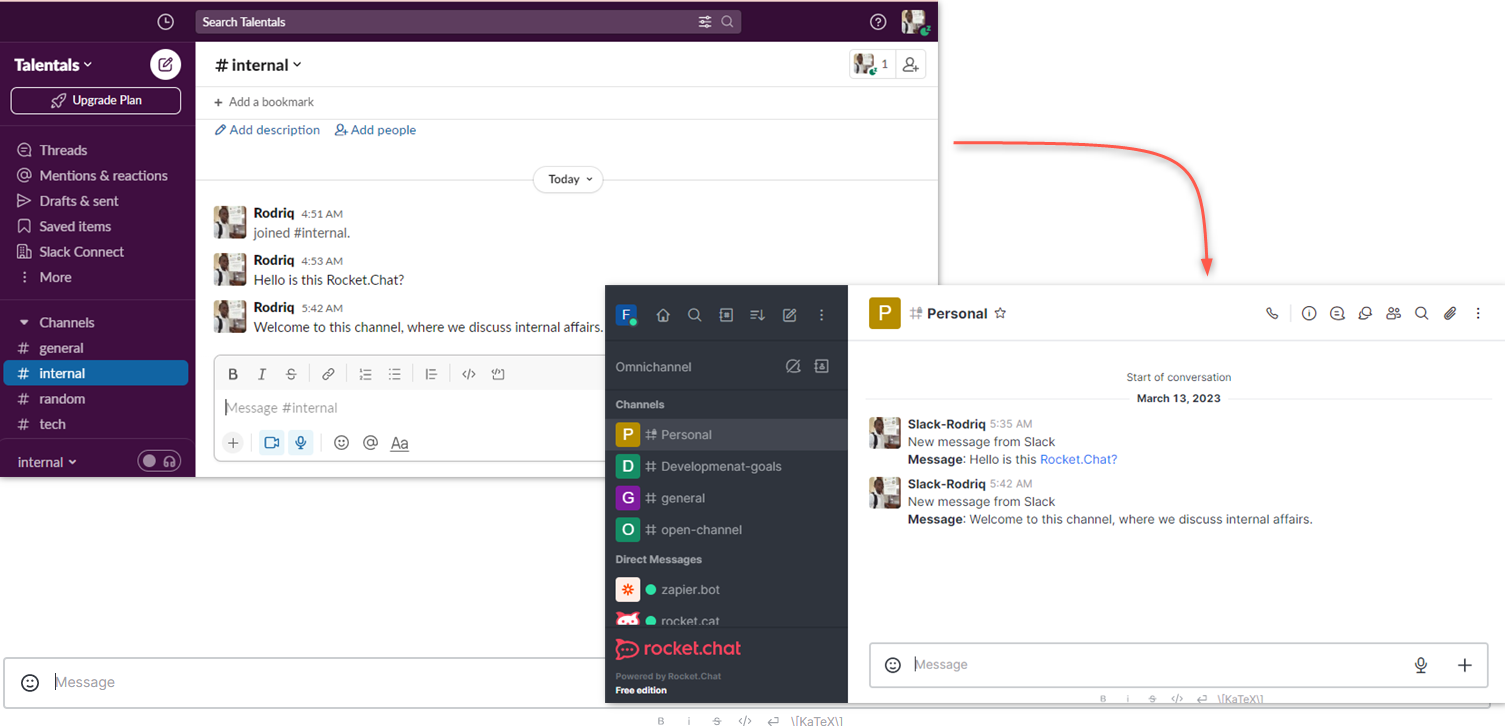 Search Talentals
Talentals
Upgrade Plan
Threads
Mentions & reactions
Drafts & sent
Saved items
Slack Connect
More
Channels
# general
# internal
# random
# tech
internal
# internal
1
+ Add a bookmark
Add description Add people
Today
Rodriq 4:51 AM
joined #internal.
Rodriq 4:53 AM
Hello is this Rocket.Chat?
Rodriq 5:42 AM
Welcome to this channel, where we discuss internal affairs.
B I S
Message #internal
+ @ Aa
F
Omnichannel
Channels
P # Personal
D # Developmenat-goals
G # general
O # open-channel
Direct Messages
zapier.bot
rocket.cat
rocket.chat
Powered by Rocket.Chat
Free edition
P # Personal
Start of conversation
March 13, 2023
Slack-Rodriq 5:35 AM
New message from Slack
Message: Hello is this Rocket.Chat?
Slack-Rodriq 5:42 AM
New message from Slack
Message: Welcome to this channel, where we discuss internal affairs.
Message
B i S </> \[KaTeX\]
Message
B i S </> \[KaTeX\]